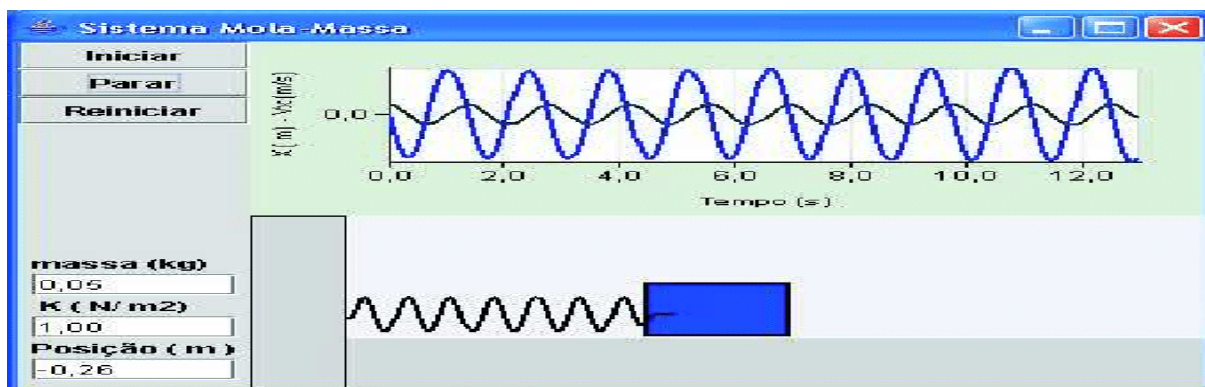 Sistema Mola-Massa
Iniciar
Parar
Reiniciar
X ( m ) - Vx (m/s)
0,0
0,0 2,0 4,0 6,0 8,0 10,0 12,0
Tempo (s)
massa (kg)
0,05
K ( N/ m2)
1,00
Posição ( m )
-0,26